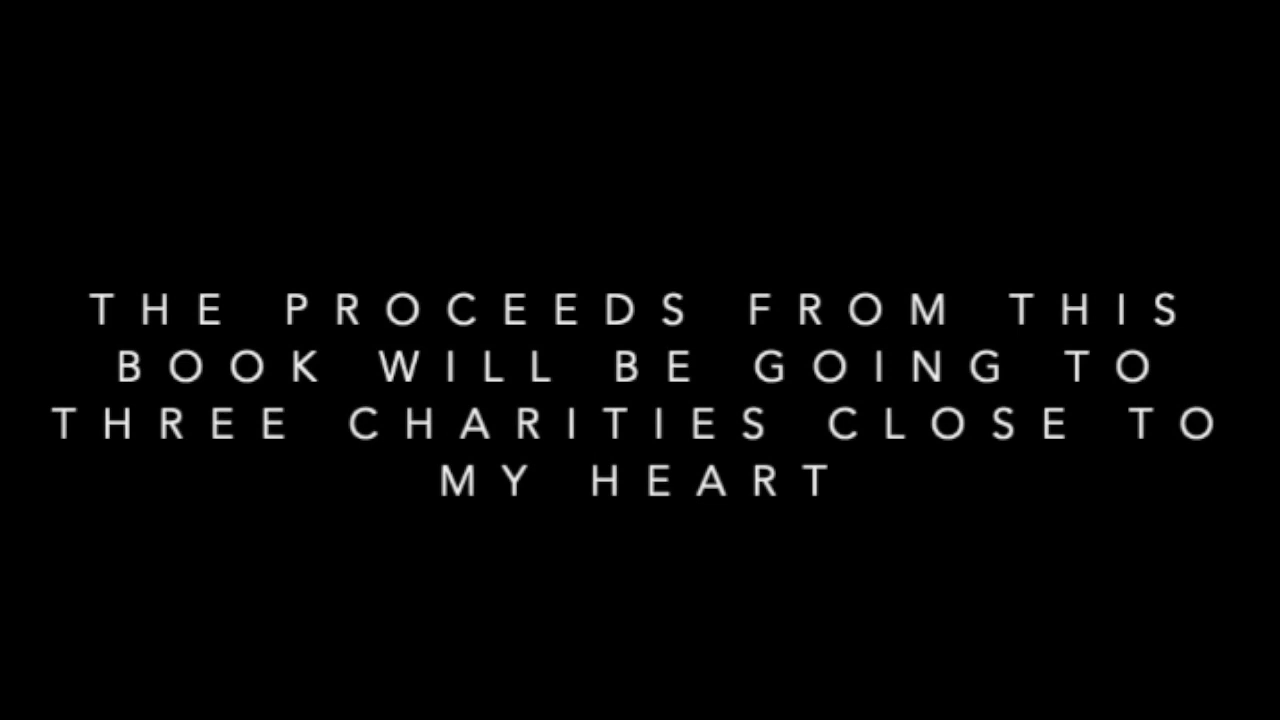 THE PROCEEDS FROM THIS
BOOK WILL BE GOING TO
THREE CHARITIES CLOSE TO
MY HEART